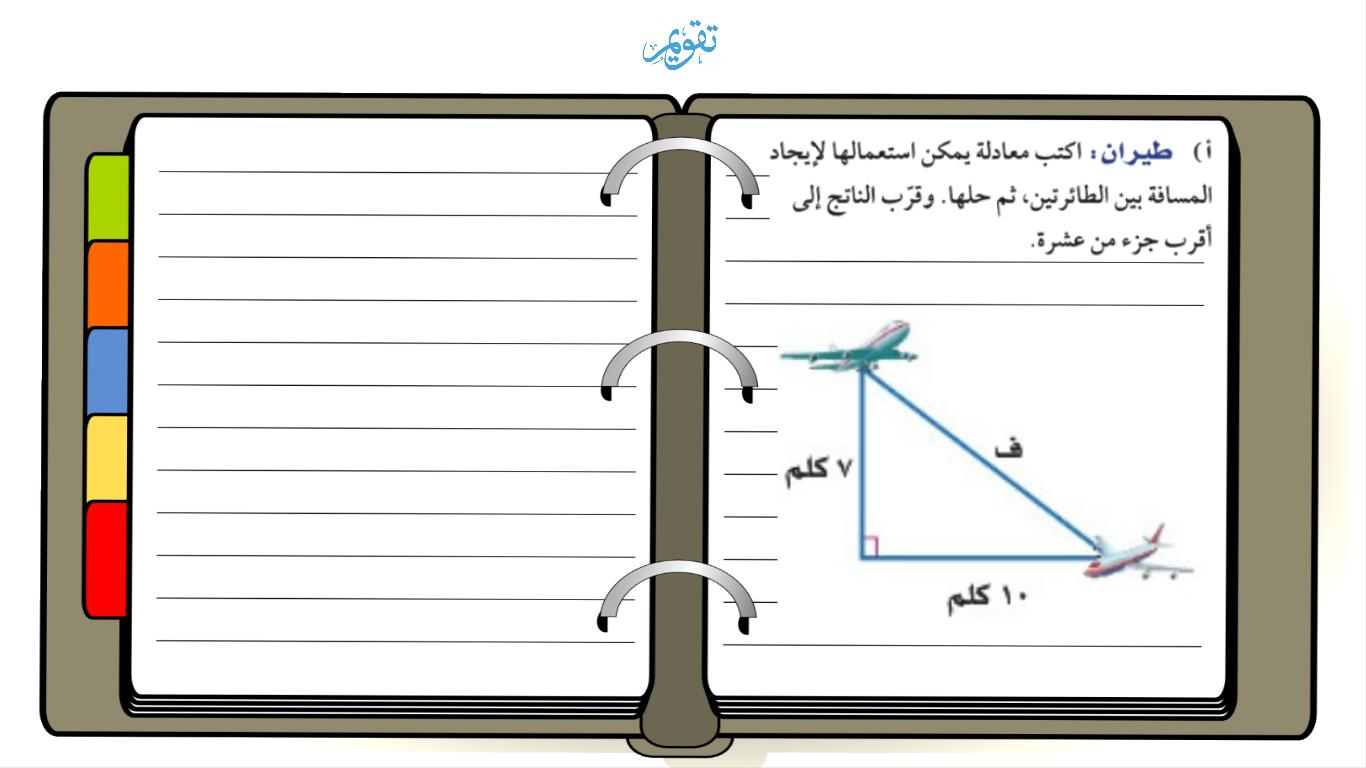 تقويم
أ) طيران: اكتب معادلة يمكن استعمالها لإيجاد
المسافة بين الطائرتين، ثم حلها. وقرّب الناتج إلى
أقرب جزء من عشرة.
ف
٧ كلم
١٠ كلم